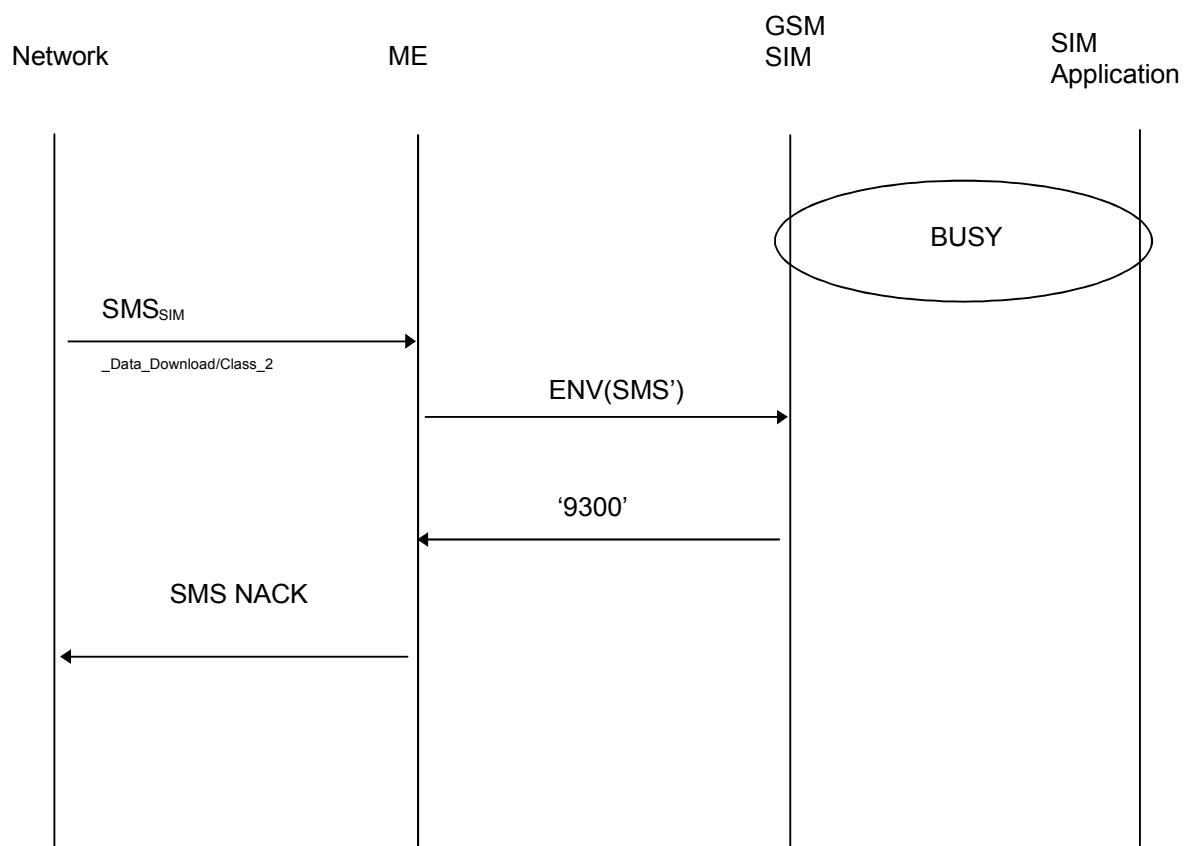 Network
ME
GSM
SIM
SIM
Application
BUSY
SMSSIM
_Data_Download/Class_2
ENV(SMS’)
‘9300’
SMS NACK